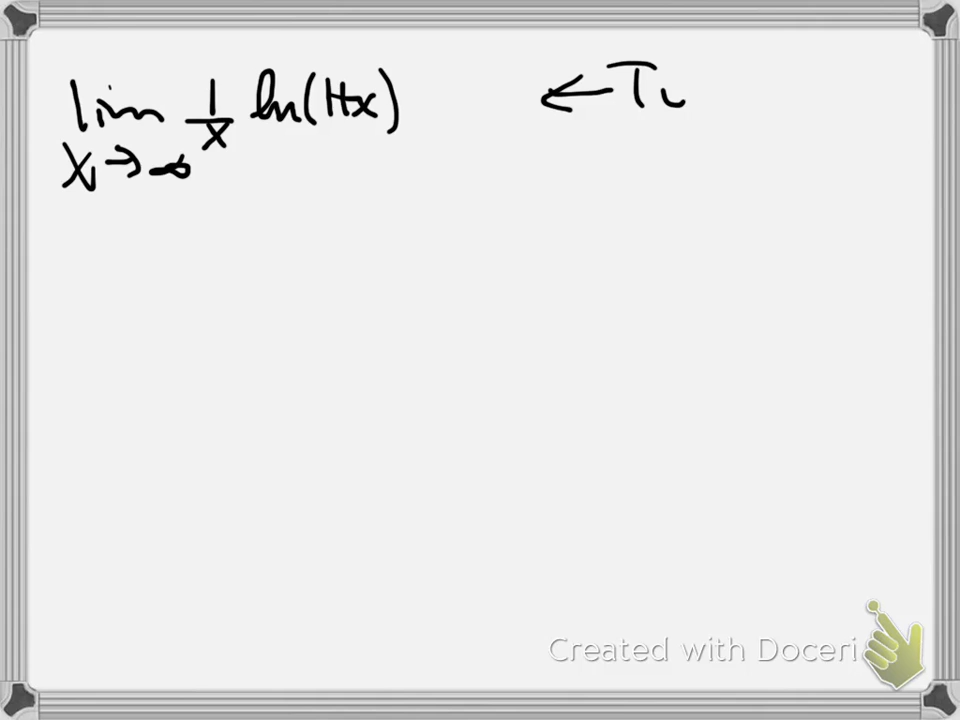 lim 1/x ln(1+x) ← Tu
x→∞
Created with Doceri